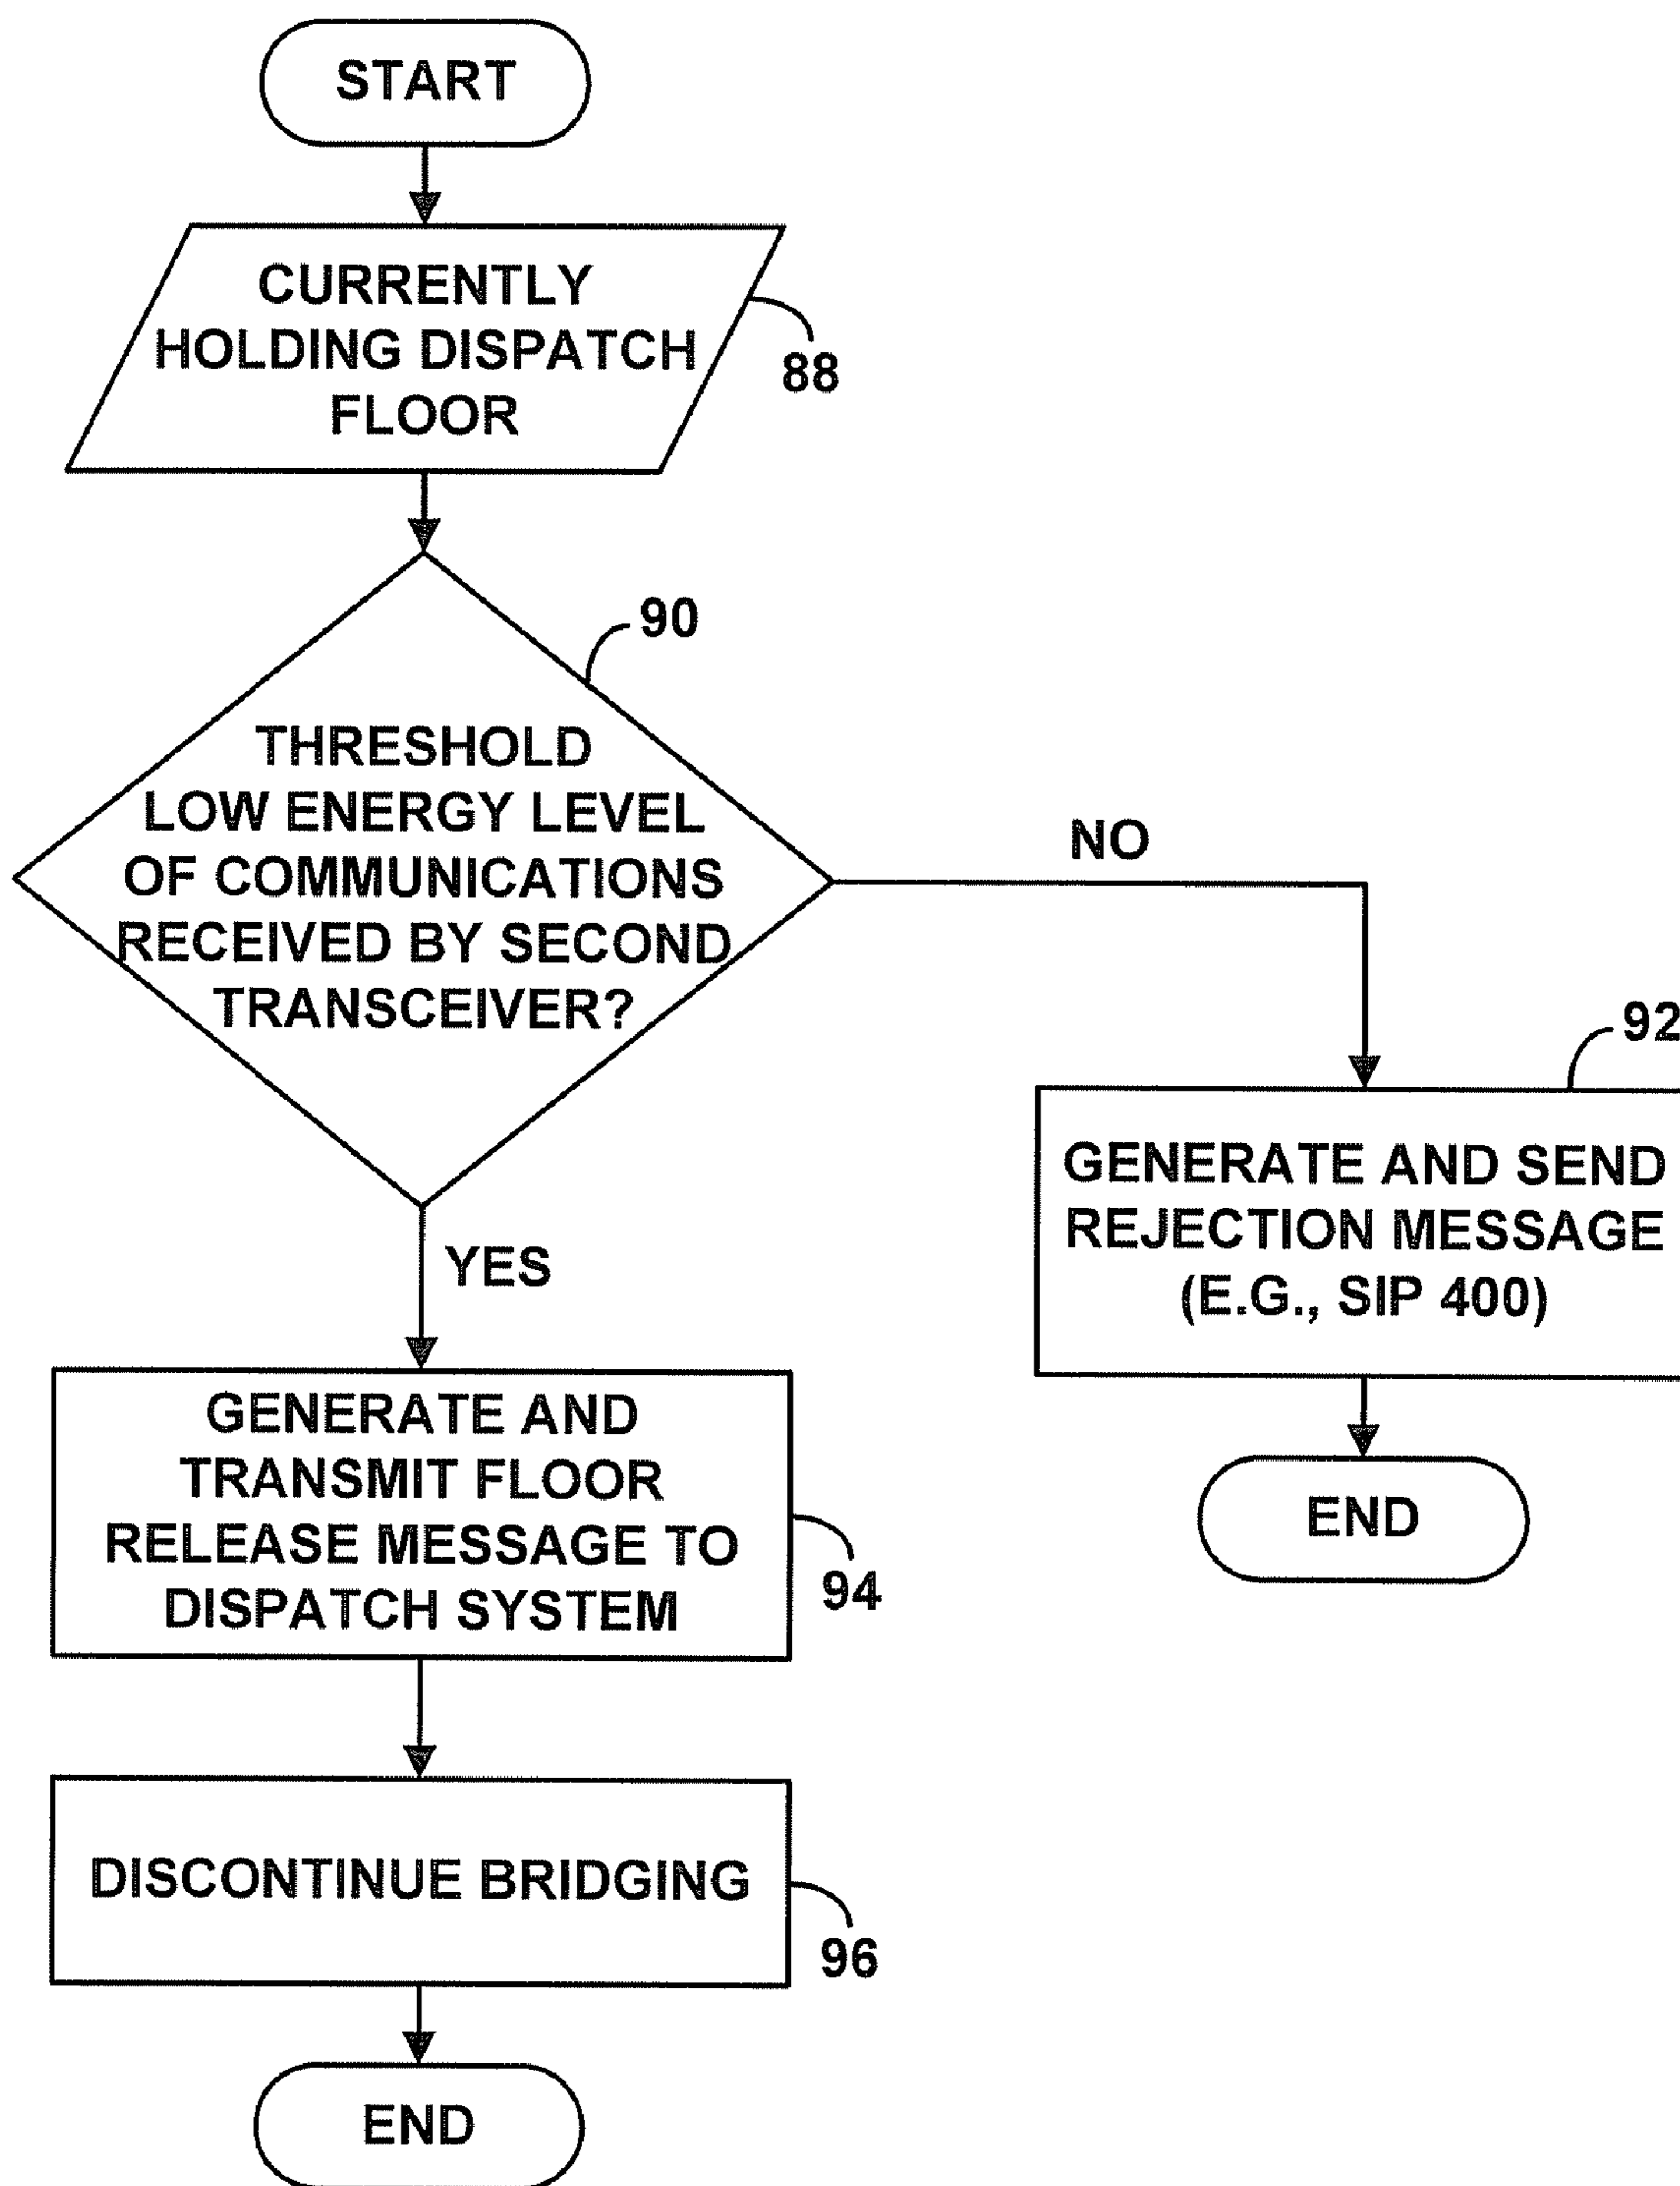 START
CURRENTLY
HOLDING DISPATCH
FLOOR
88
90
THRESHOLD
LOW ENERGY LEVEL
OF COMMUNICATIONS
RECEIVED BY SECOND
TRANSCEIVER?
NO
92
GENERATE AND SEND
REJECTION MESSAGE
(E.G., SIP 400)
END
YES
GENERATE AND
TRANSMIT FLOOR
RELEASE MESSAGE TO
DISPATCH SYSTEM
94
DISCONTINUE BRIDGING
96
END